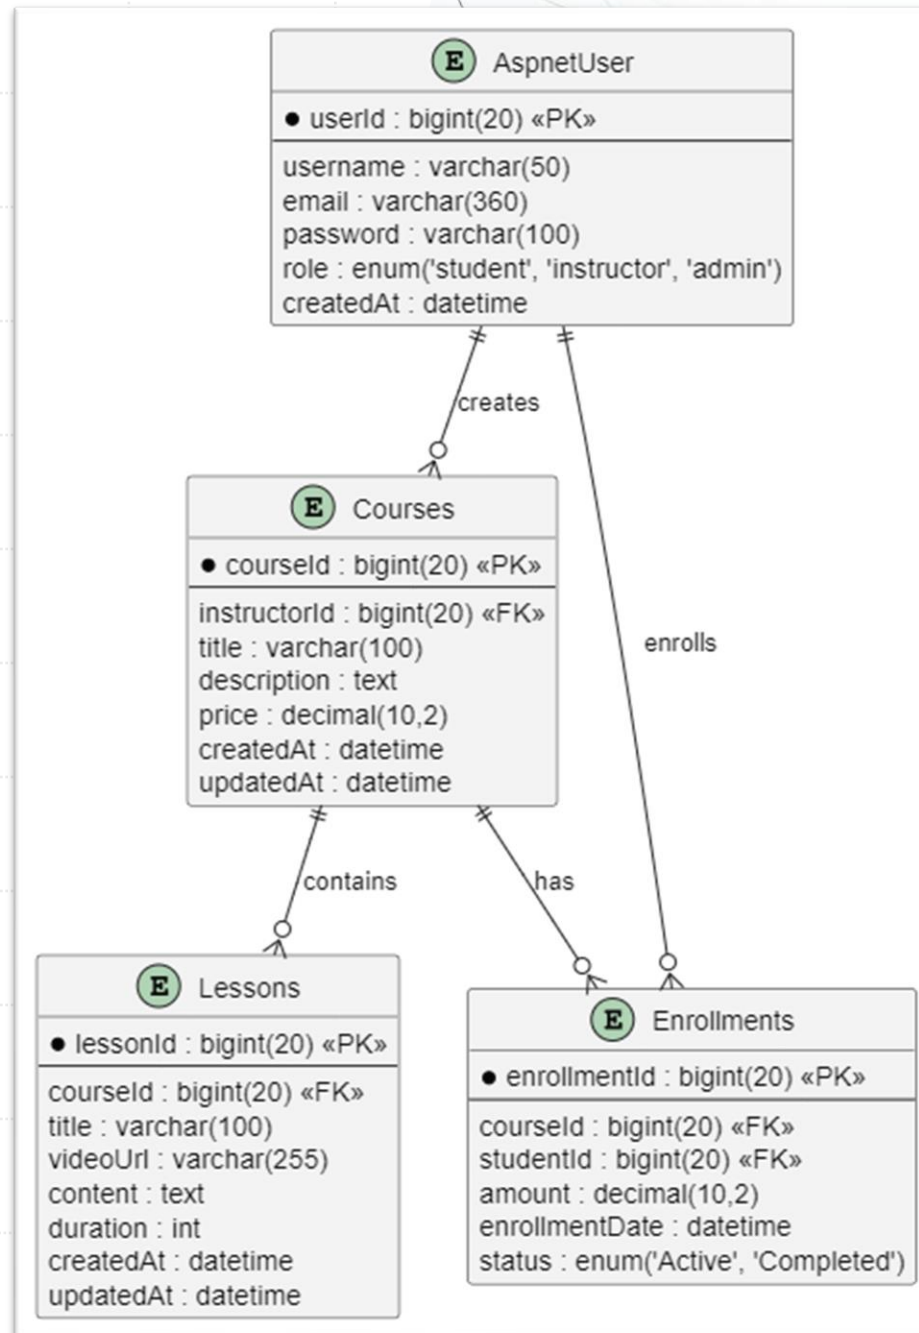 E AspnetUser
● userId : bigint(20) «PK»
username : varchar(50)
email : varchar(360)
password : varchar(100)
role : enum('student', 'instructor', 'admin')
createdAt : datetime
creates
E Courses
● courseId : bigint(20) «PK»
instructorId : bigint(20) «FK»
title : varchar(100)
description : text
price : decimal(10,2)
createdAt : datetime
updatedAt : datetime
enrolls
contains
has
E Lessons
● lessonId : bigint(20) «PK»
courseId : bigint(20) «FK»
title : varchar(100)
videoUrl : varchar(255)
content : text
duration : int
createdAt : datetime
updatedAt : datetime
E Enrollments
● enrollmentId : bigint(20) «PK»
courseId : bigint(20) «FK»
studentId : bigint(20) «FK»
amount : decimal(10,2)
enrollmentDate : datetime
status : enum('Active', 'Completed')